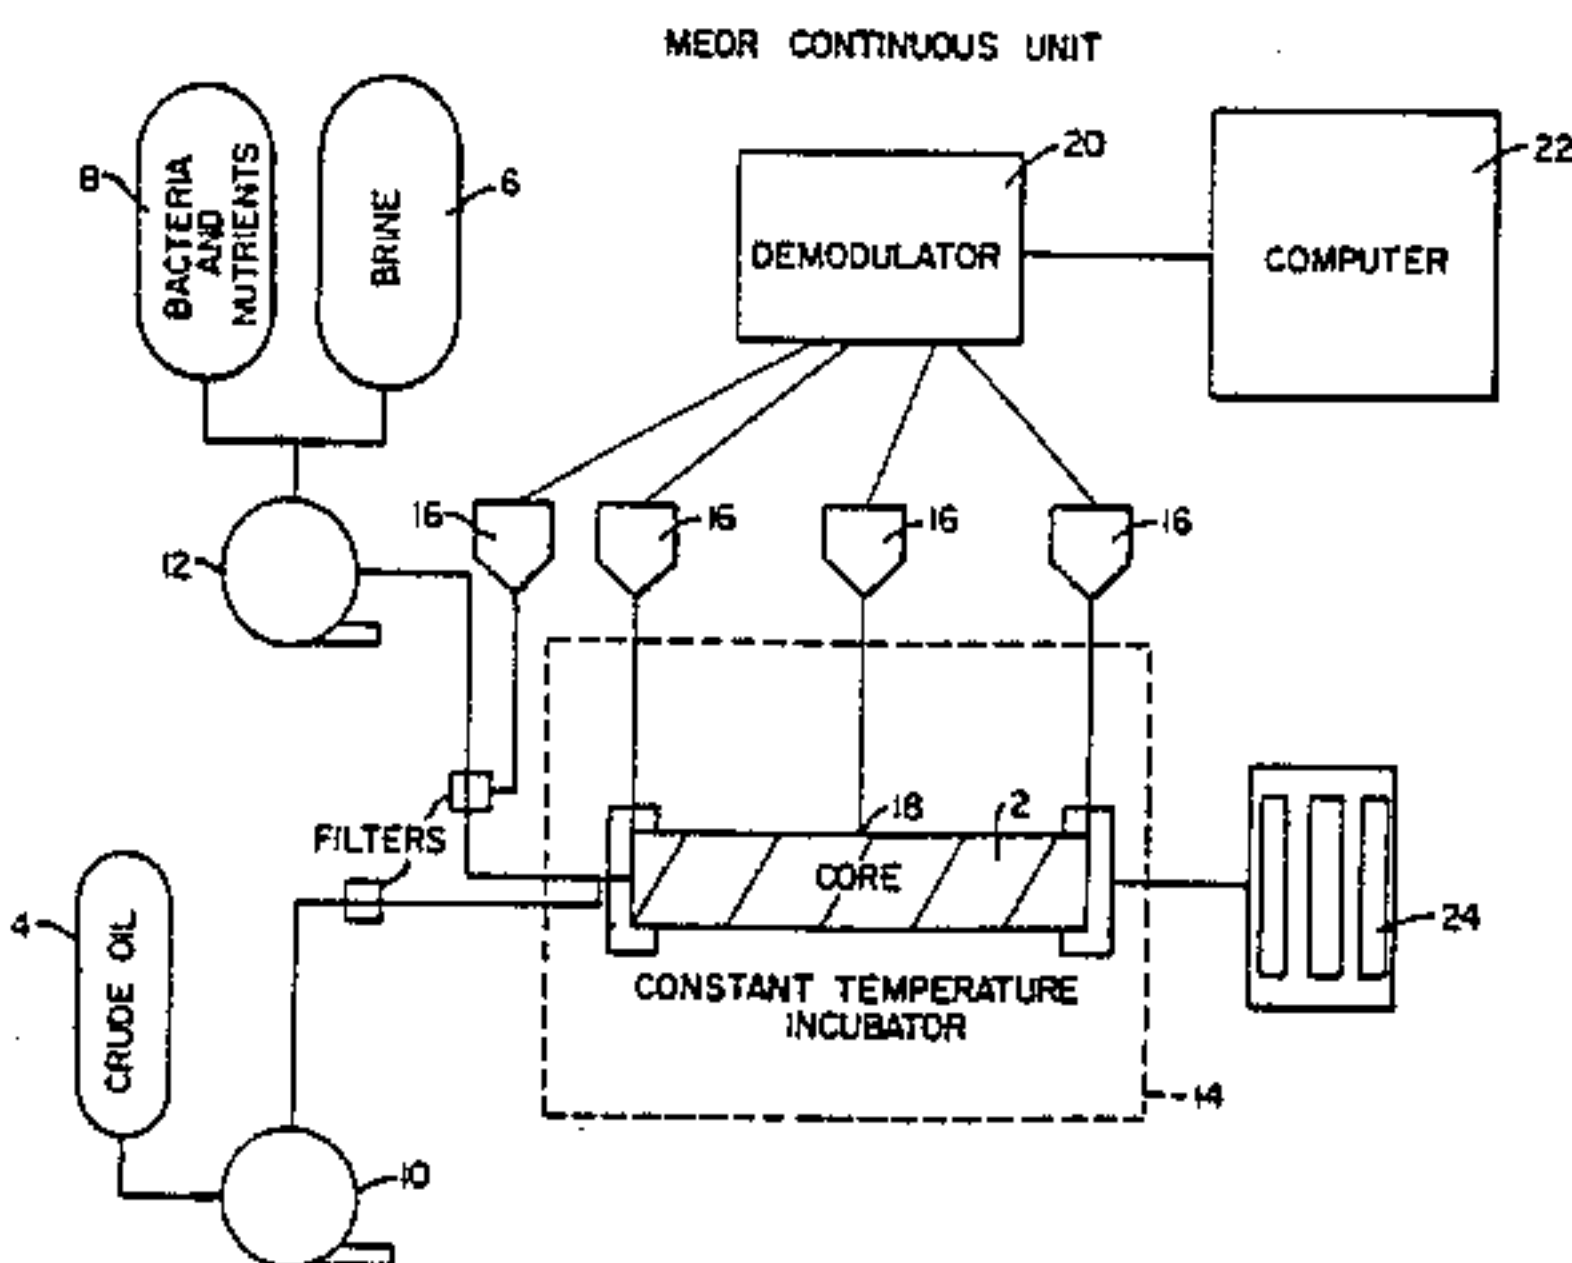 MEOR CONTINUOUS UNIT
20
22
8
BACTERIA
AND
NUTRIENTS
BRINE
6
DEMODULATOR
COMPUTER
16
16
16
16
12
FILTERS
18
2
CORE
4
CRUDE OIL
24
CONSTANT TEMPERATURE
INCUBATOR
14
10